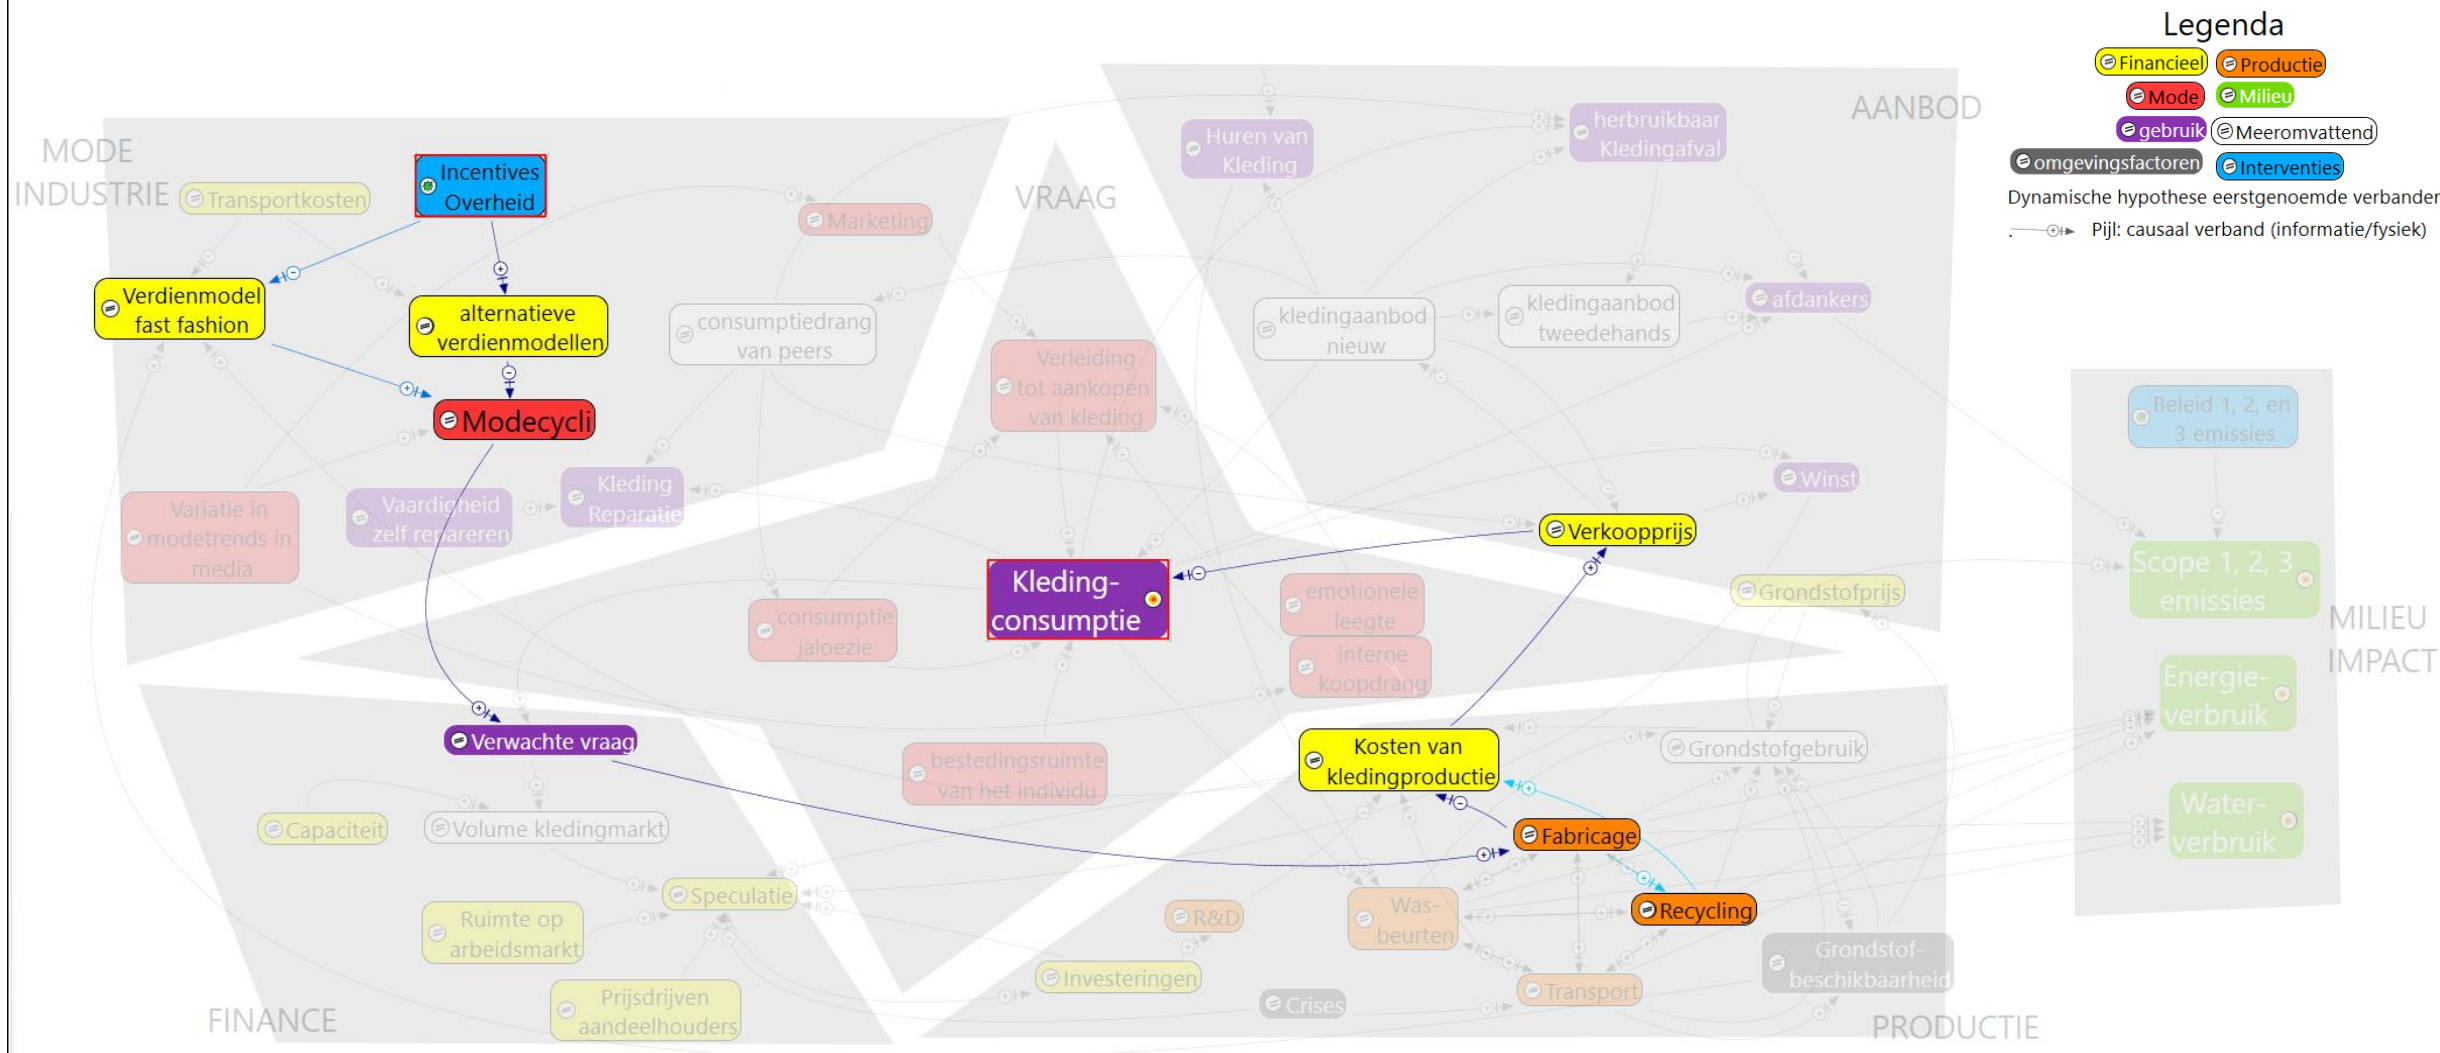 Legenda
Financieel
Productie
Mode
Milieu
gebruik
Meeromvattend
omgevingsfactoren
Interventies
Dynamische hypothese eerstgenoemde verbander
Pijl: causaal verband (informatie/fysiek)
MODE
INDUSTRIE
Transportkosten
Incentives
Overheid
Marketing
Verdienmodel
fast fashion
alternatieve
verdienmodellen
consumptiedrang
van peers
Modecycli
Variatie in
modetrends in
media
Vaardigheid
zelf repareren
Kleding
Reparatie
VRAAG
Verleiding
tot aankopen
van kleding
Kleding-
consumptie
consumptie
jaloezie
emotionele
leegte
interne
koopdrang
bestedingsruimte
van het individu
AANBOD
Huren van
Kleding
herbruikbaar
Kledingafval
kledingaanbod
nieuw
kledingaanbod
tweedehands
afdankers
Winst
Verkoopprijs
Grondstofprijs
Beleid 1, 2, en
3 emissies
Scope 1, 2, 3
emissies
Energie-
verbruik
Water-
verbruik
MILIEU
IMPACT
Verwachte vraag
Capaciteit
Volume kledingmarkt
Speculatie
Ruimte op
arbeidsmarkt
Prijsdrijven
aandeelhouders
FINANCE
Kosten van
kledingproductie
Grondstofgebruik
Fabricage
Recycling
R&D
Was-
beurten
Investeringen
Crises
Transport
Grondstof-
beschikbaarheid
PRODUCTIE